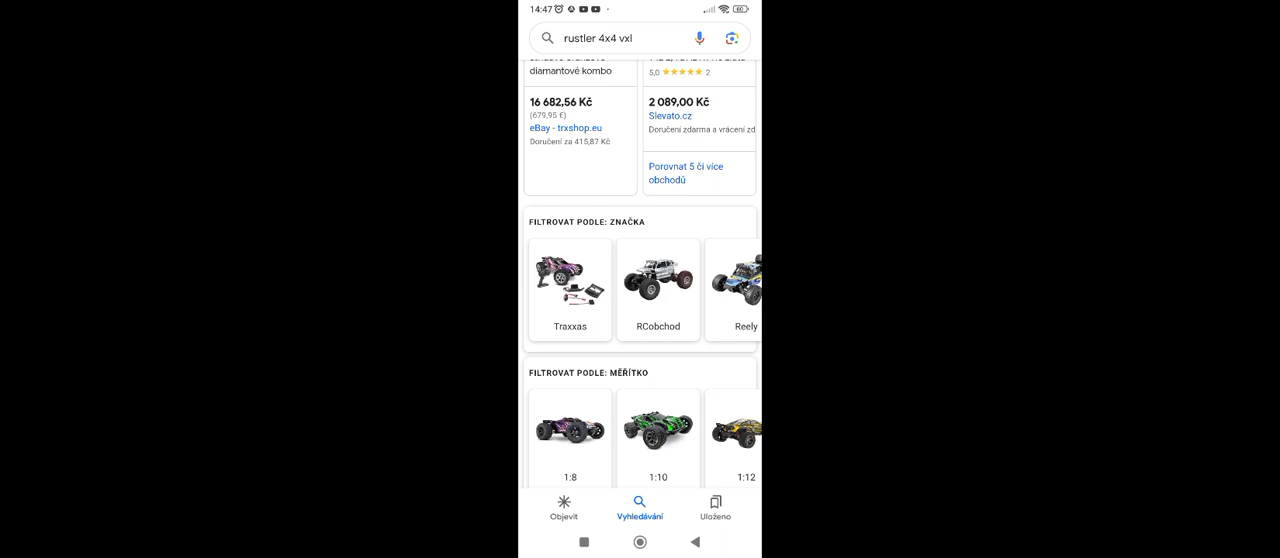 14:47
60
rustler 4x4 vxl
diamantové kombo
5,0 2
16 682,56 Kč
(679,95 €)
eBay - trxshop.eu
Doručení za 415,87 Kč
2 089,00 Kč
Slevato.cz
Doručení zdarma a vrácení zd
Porovnat 5 či více
obchodů
FILTROVAT PODLE: ZNAČKA
Traxxas
RCobchod
Reely
FILTROVAT PODLE: MĚŘÍTKO
1:8
1:10
1:12
Objevit
Vyhledávání
Uloženo